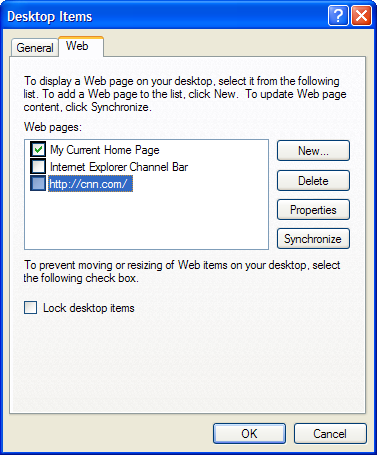 Desktop Items
General Web
To display a Web page on your desktop, select it from the following
list. To add a Web page to the list, click New. To update Web page
content, click Synchronize.
Web pages:
My Current Home Page
Internet Explorer Channel Bar
http://cnn.com/
New...
Delete
Properties
Synchronize
To prevent moving or resizing of Web items on your desktop, select
the following check box.
Lock desktop items
OK Cancel